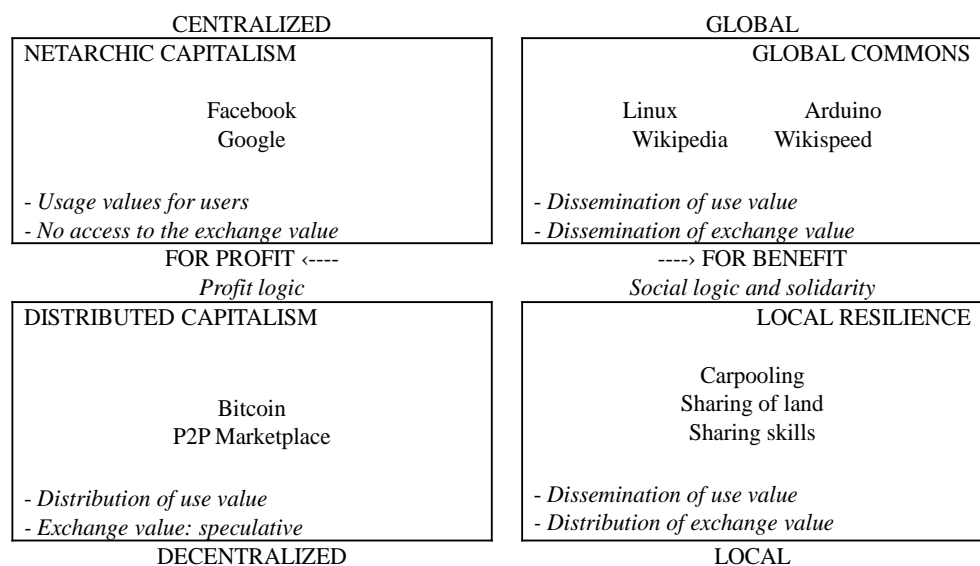 CENTRALIZED
GLOBAL
NETARCHIC CAPITALISM
GLOBAL COMMONS
Facebook
Google
Linux Arduino
Wikipedia Wikispeed
- Usage values for users
- No access to the exchange value
- Dissemination of use value
- Dissemination of exchange value
FOR PROFIT ‹----
----› FOR BENEFIT
Profit logic
Social logic and solidarity
DISTRIBUTED CAPITALISM
LOCAL RESILIENCE
Bitcoin
P2P Marketplace
Carpooling
Sharing of land
Sharing skills
- Distribution of use value
- Exchange value: speculative
- Dissemination of use value
- Distribution of exchange value
DECENTRALIZED
LOCAL